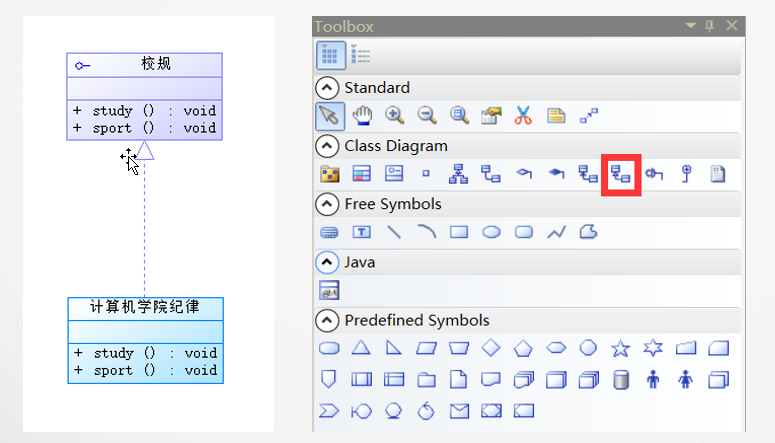 校规
+ study () : void
+ sport () : void
计算机学院纪律
+ study () : void
+ sport () : void
Toolbox
Standard
Class Diagram
Free Symbols
Java
Predefined Symbols